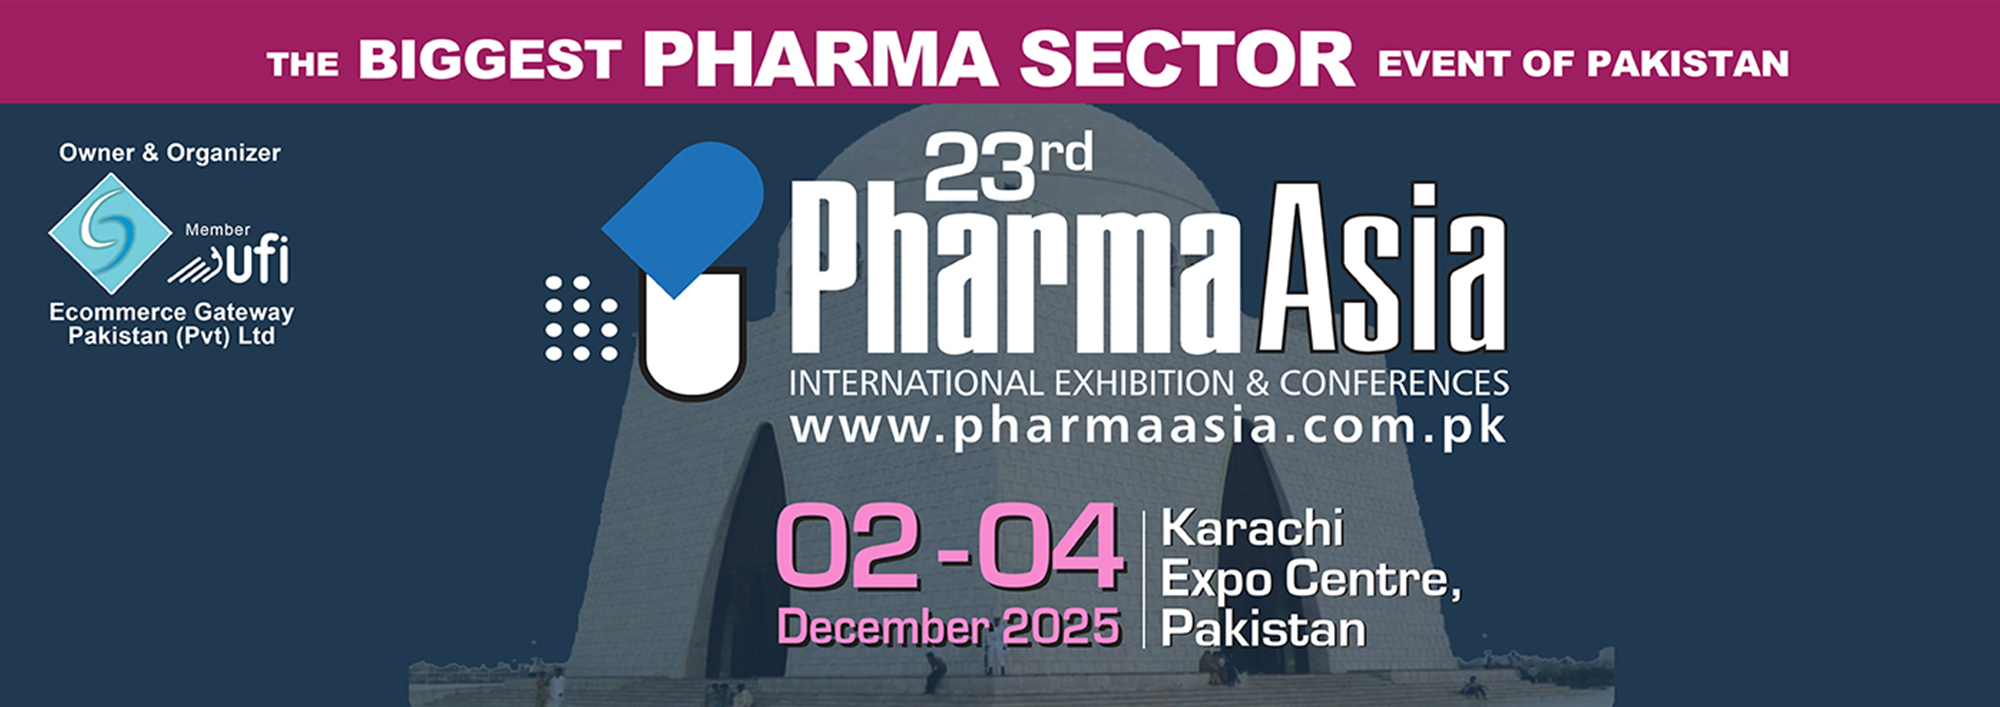 THE BIGGEST PHARMA SECTOR EVENT OF PAKISTAN
Owner & Organizer
Member
ufi
Ecommerce Gateway
Pakistan (Pvt) Ltd
23rd
Pharma Asia
INTERNATIONAL EXHIBITION & CONFERENCES
www.pharmaasia.com.pk
02-04
December 2025
Karachi
Expo Centre,
Pakistan